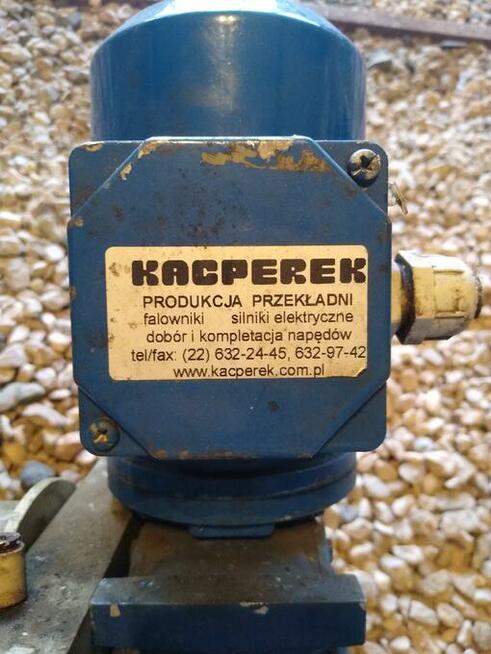 KACPEREK
PRODUKCJA PRZEKŁADNI
falowniki silniki elektryczne
dobór i kompletacja napędów
tel/fax: (22) 632-24-45, 632-97-42
www.kacperek.com.pl